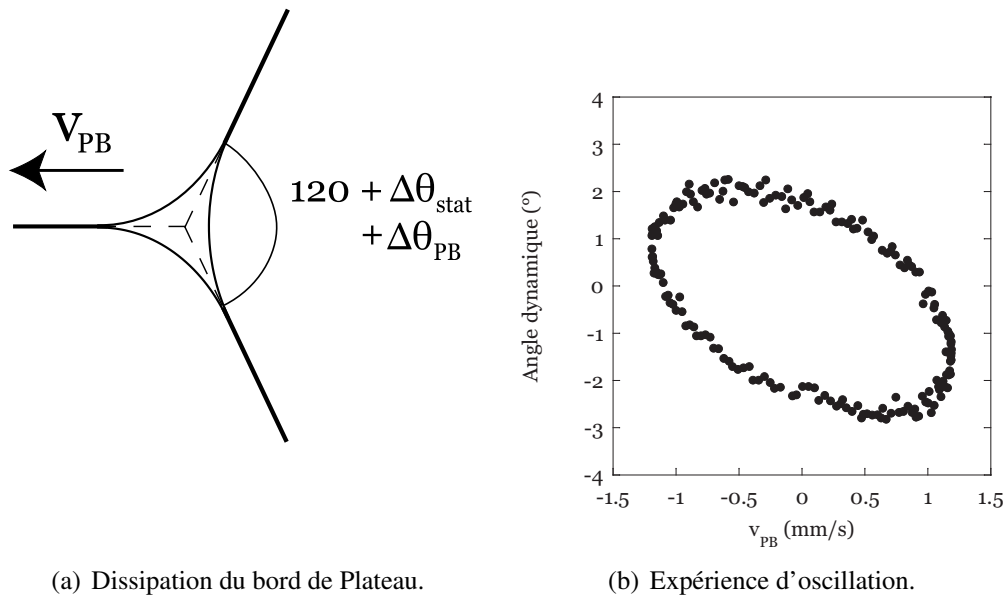 V_PB
120 + Δθ_stat
+ Δθ_PB
4
3
2
1
0
-1
-2
-3
-4
Angle dynamique (°)
-1.5 -1 -0.5 0 0.5 1 1.5
v_PB (mm/s)
(a) Dissipation du bord de Plateau.
(b) Expérience d'oscillation.